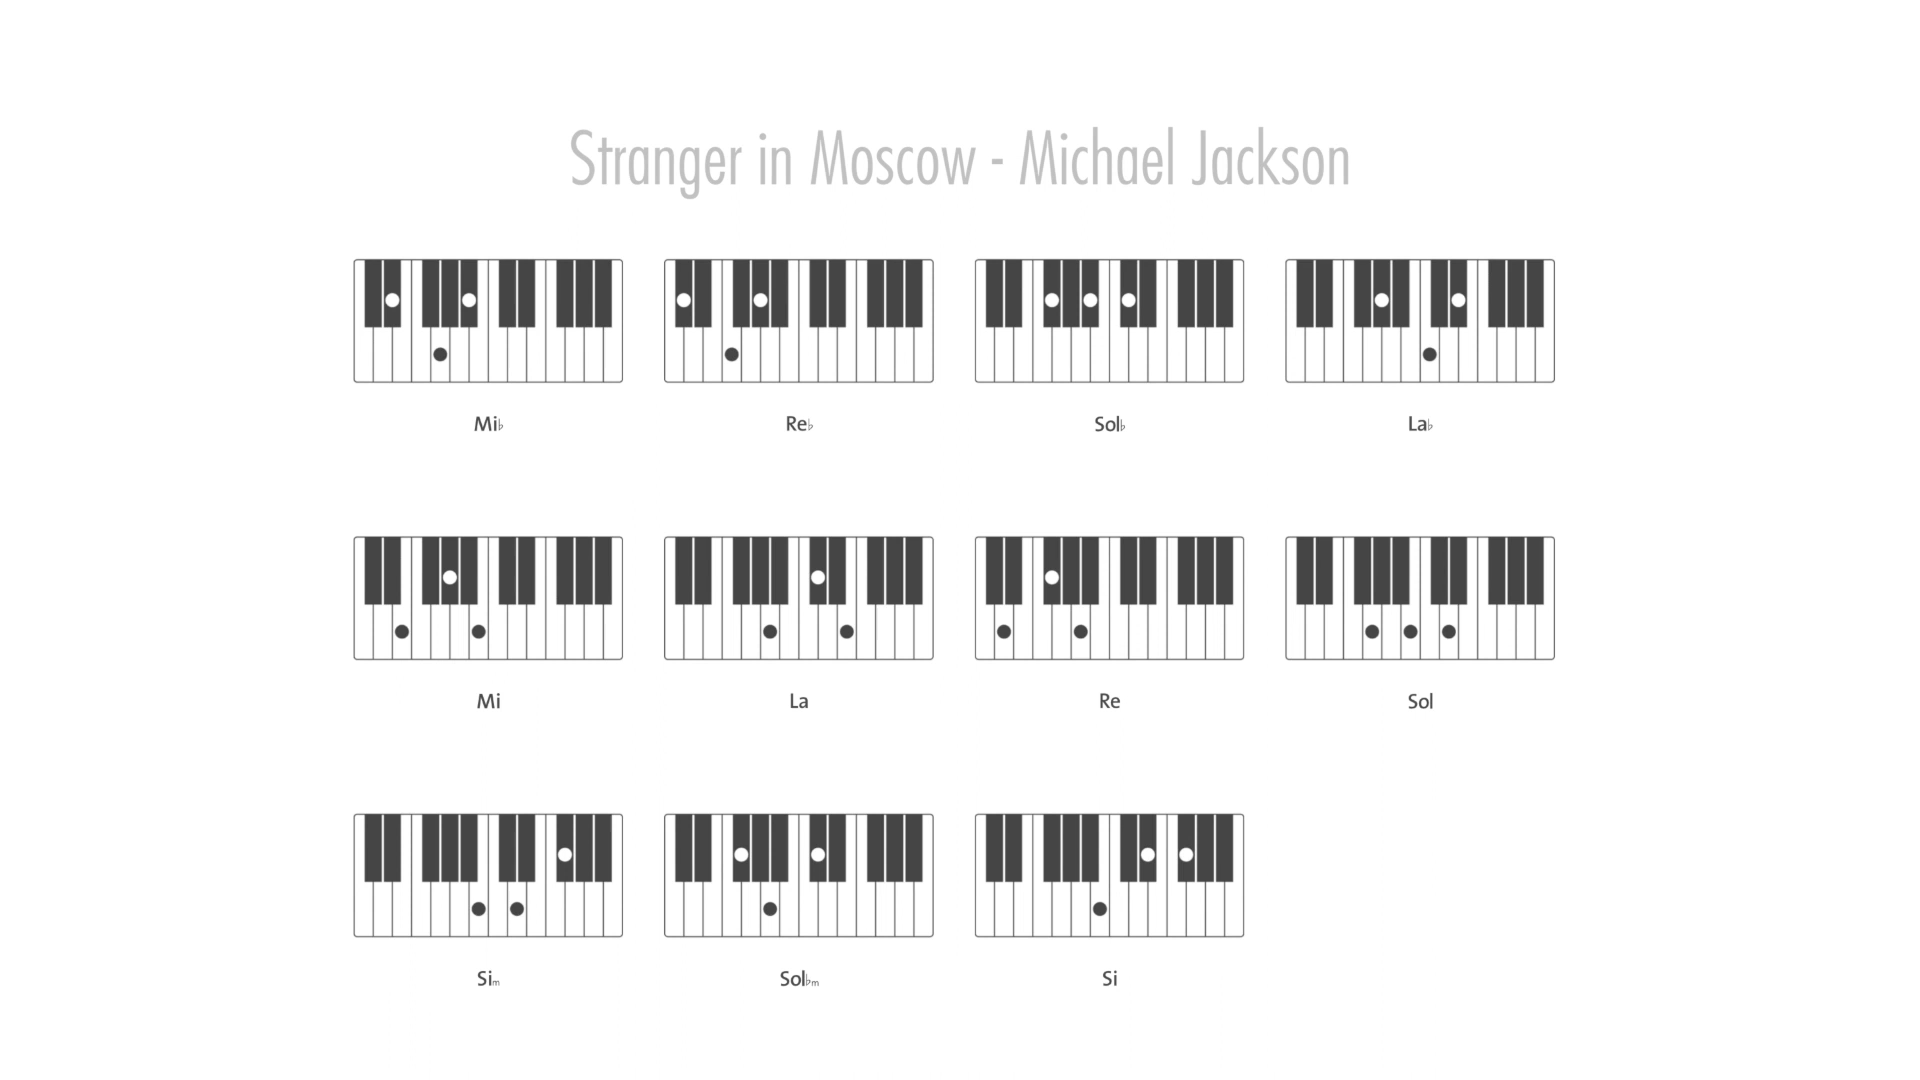 Stranger in Moscow - Michael Jackson
Mi♭
Re♭
Sol♭
La♭
Mi
La
Re
Sol
Sim
Sol♭m
Si